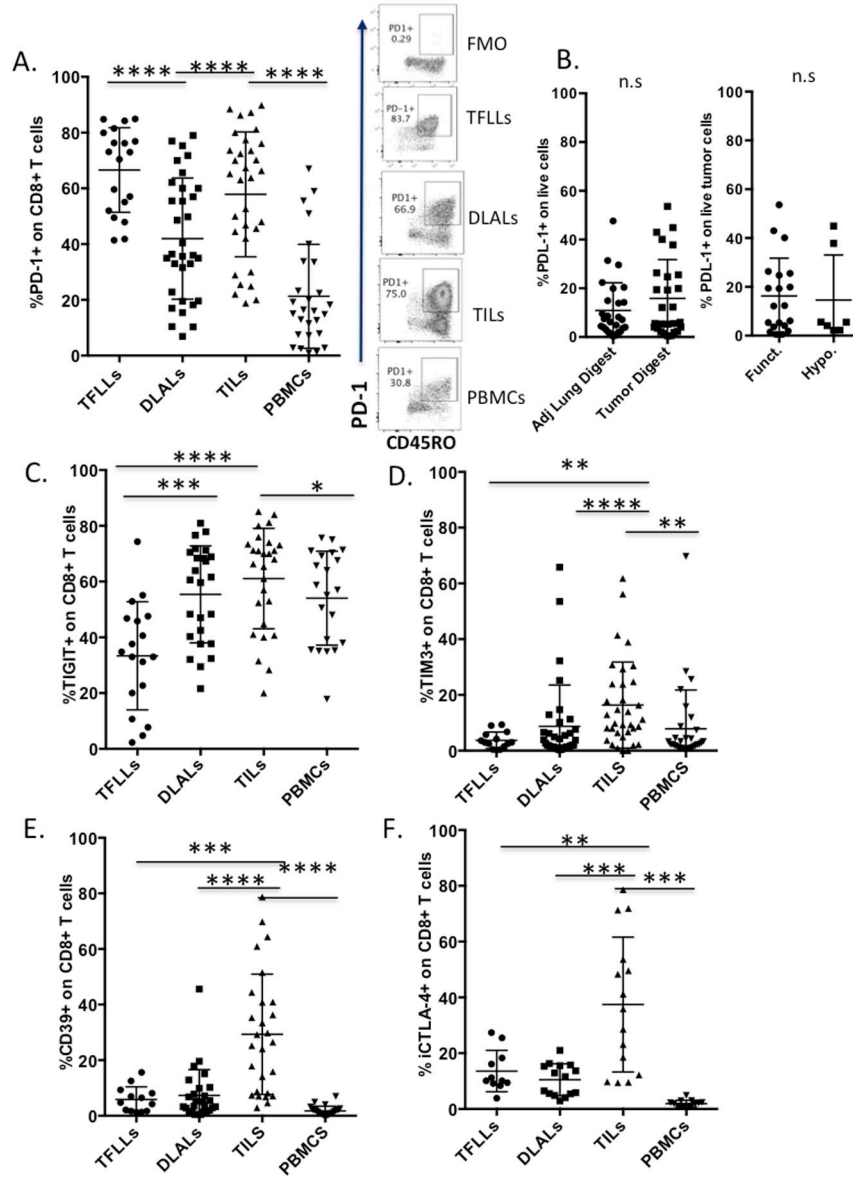 A.
%PD-1+ on CD8+ T cells
100
80
60
40
20
0
**** **** ****
TFLLs DLALs TILs PBMCs
PD1+
0.29
FMO
PD-1+
83.7
TFLLs
PD1+
66.9
DLALs
PD1+
75.0
TILs
PD1+
30.8
PBMCs
PD-1
CD45RO
B.
n.s
%PDL-1+ on live cells
100
80
60
40
20
0
Adj Lung Digest Tumor Digest
n.s
% PDL-1+ on live tumor cells
100
80
60
40
20
0
Funct. Hypo.
C.
%TIGIT+ on CD8+ T cells
100
80
60
40
20
0
****
*** *
TFLLs DLALs TILs PBMCs
D.
%TIM3+ on CD8+ T cells
100
80
60
40
20
0
**
****
**
TFLLs DLALs TILS PBMCS
E.
%CD39+ on CD8+ T cells
100
80
60
40
20
0
***
****
****
TFLLs DLALs TILS PBMCs
F.
% iCTLA-4+ on CD8+ T cells
100
80
60
40
20
0
**
***
***
TFLLs DLALs TILs PBMCs